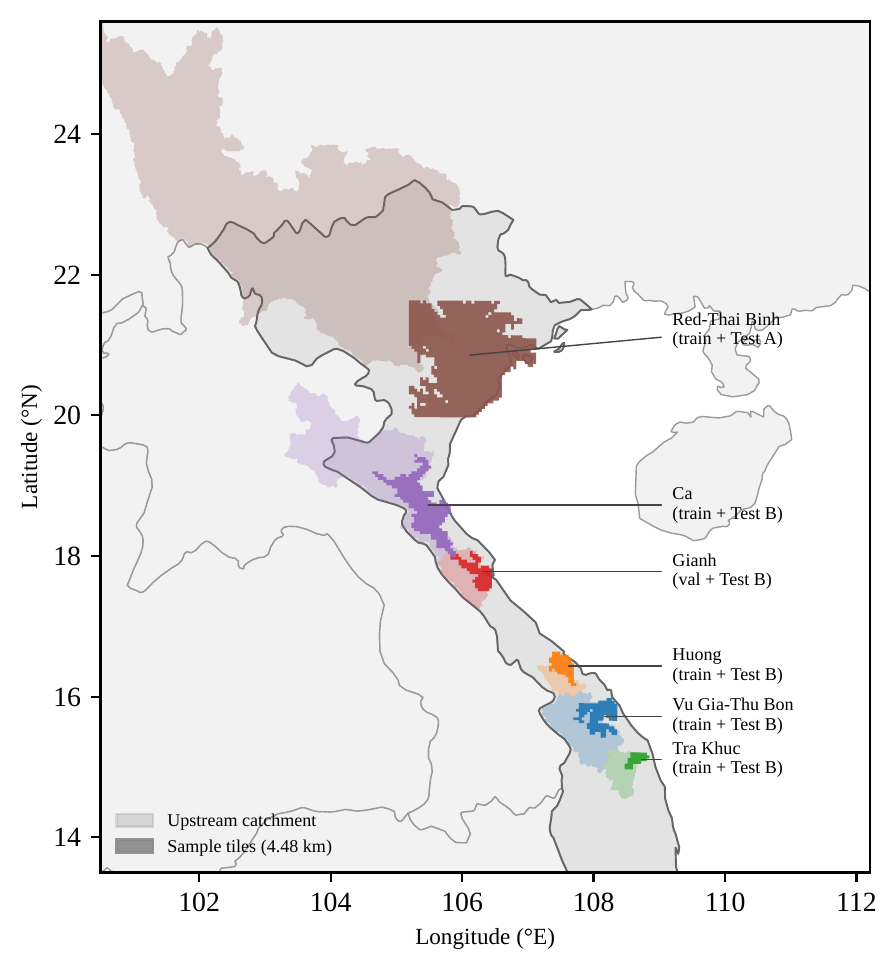 24
22
20
18
16
14
Latitude (°N)
Red-Thai Binh
(train + Test A)
Ca
(train + Test B)
Gianh
(val + Test B)
Huong
(train + Test B)
Vu Gia-Thu Bon
(train + Test B)
Tra Khuc
(train + Test B)
Upstream catchment
Sample tiles (4.48 km)
102 104 106 108 110 112
Longitude (°E)